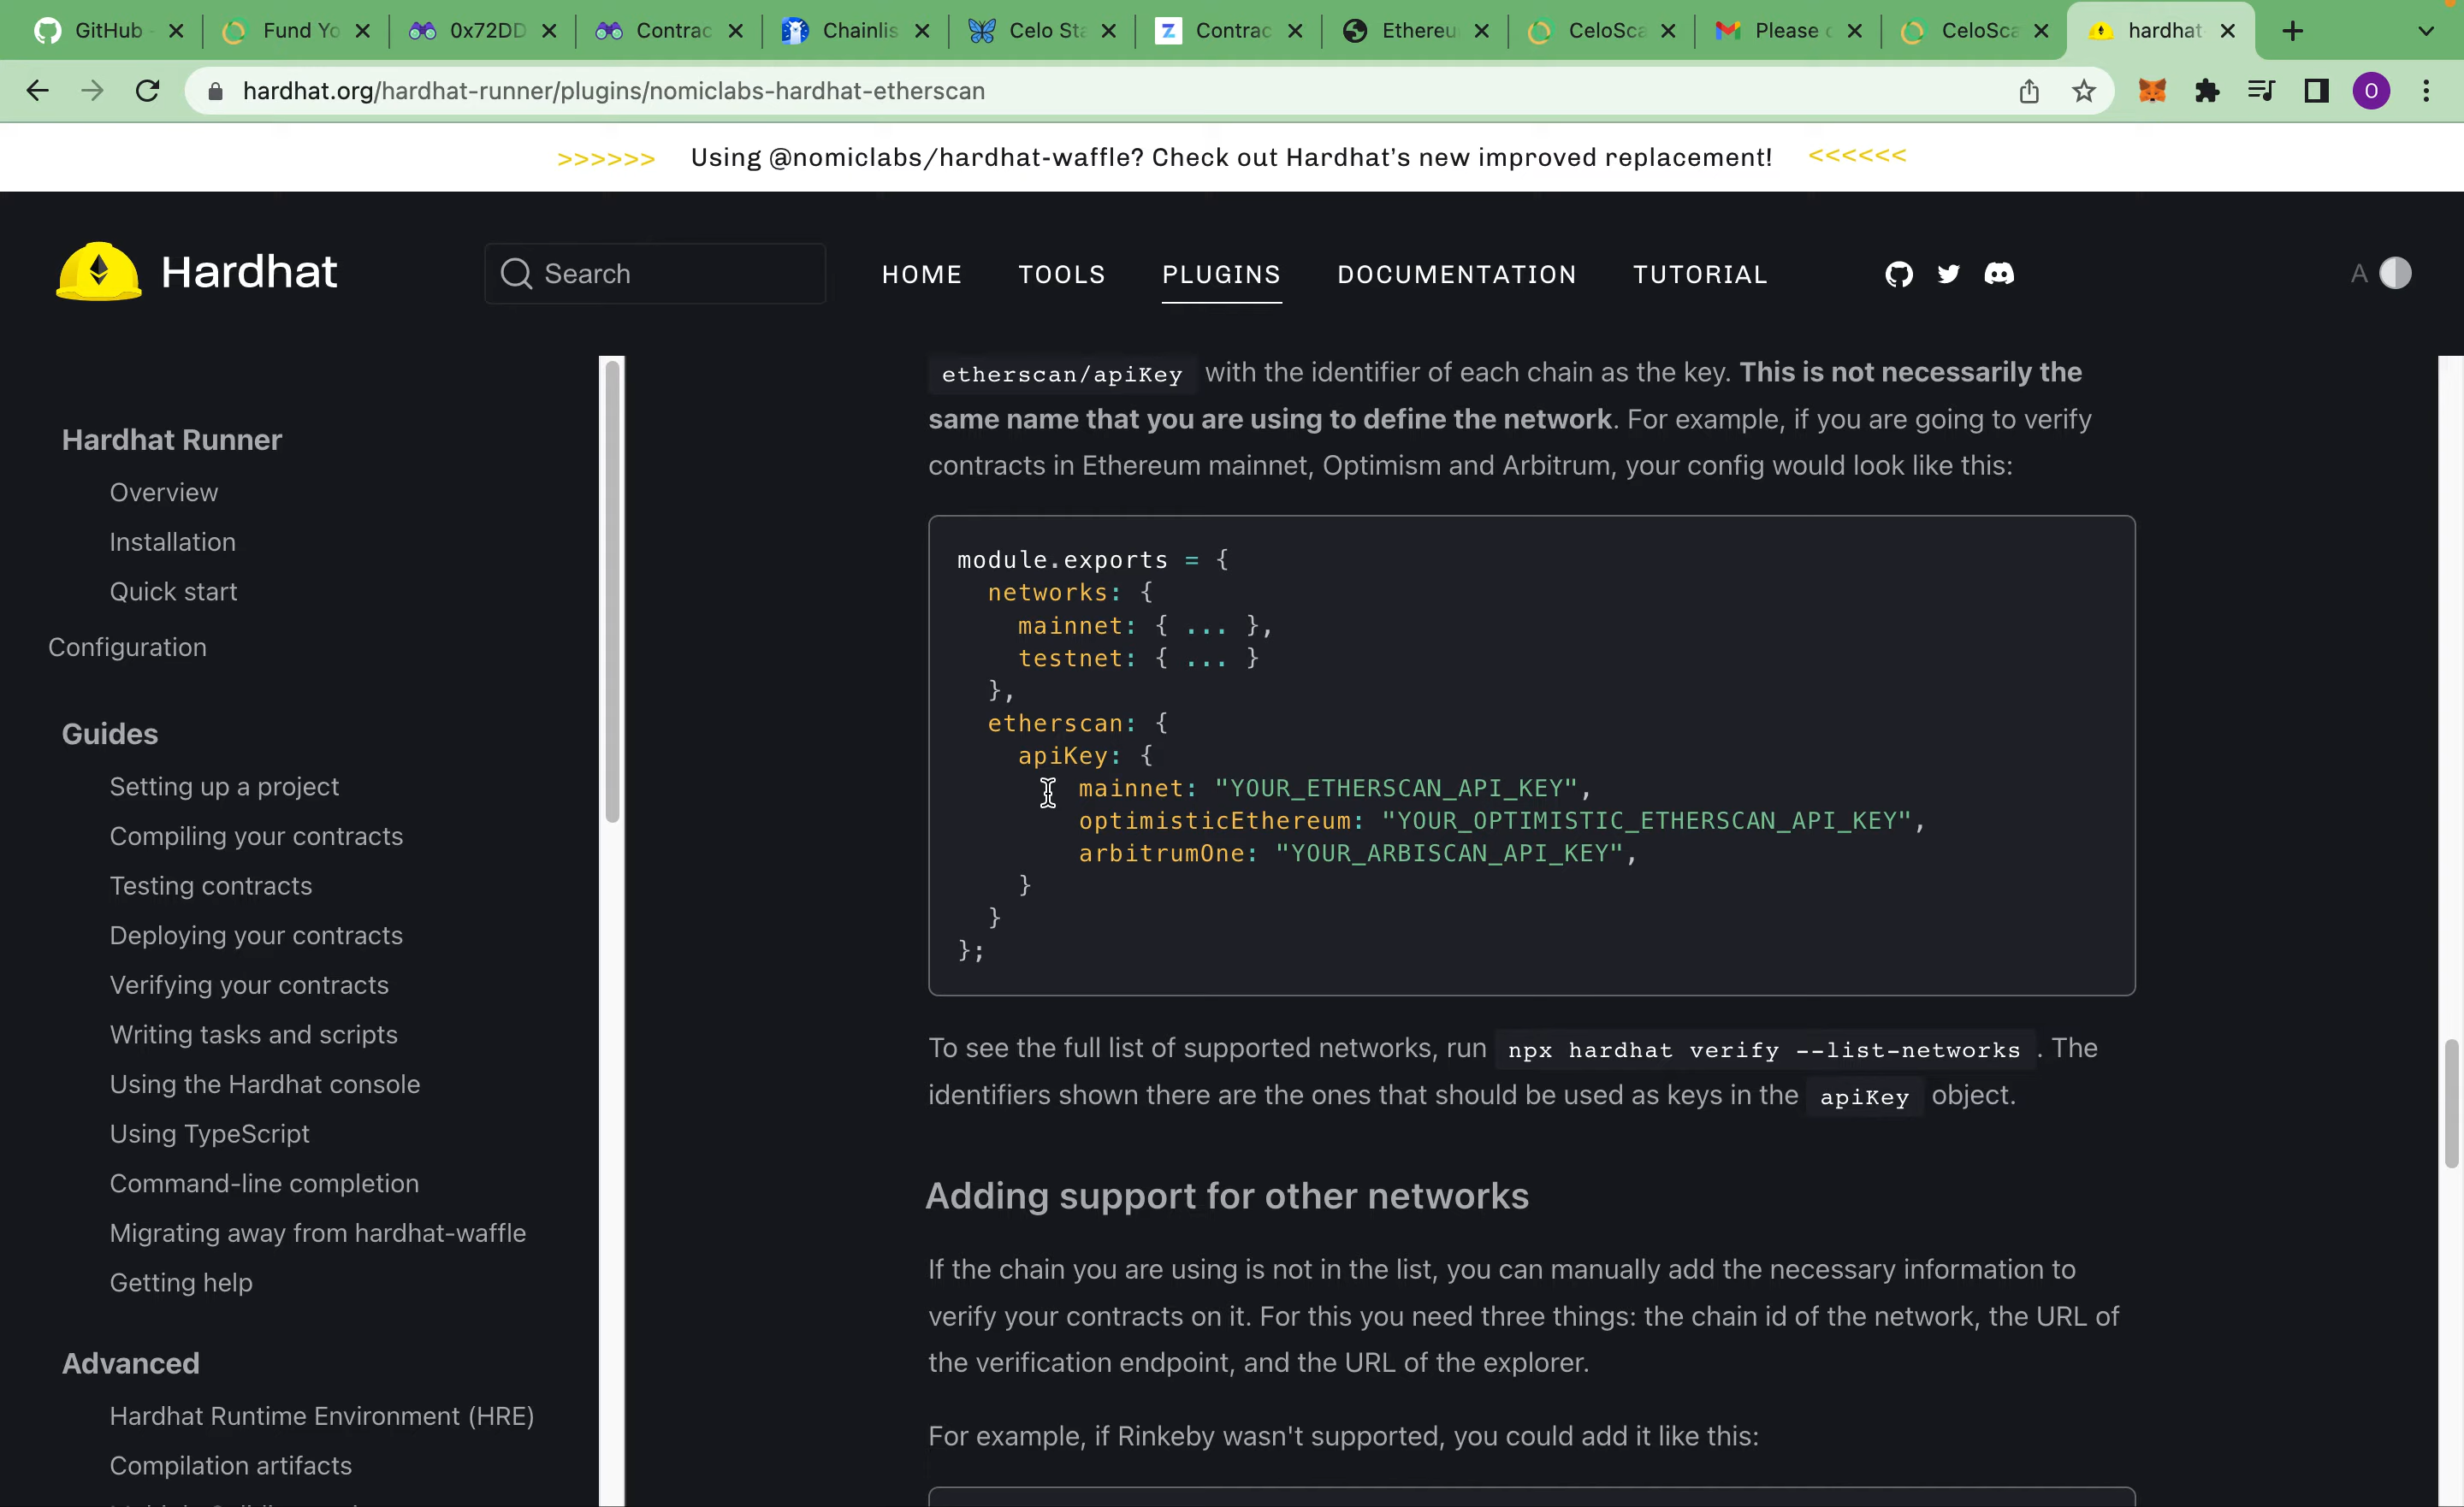 GitHub -
Fund Yo
0x72DD
Contrac
Chainlis
Celo Sta
Contrac
Ethereu
CeloSca
Please c
CeloSca
hardhat
hardhat.org/hardhat-runner/plugins/nomiclabs-hardhat-etherscan
O
>>>>>> Using @nomiclabs/hardhat-waffle? Check out Hardhat's new improved replacement! <<<<<<
Hardhat
Search
HOME
TOOLS
PLUGINS
DOCUMENTATION
TUTORIAL
A
Hardhat Runner
Overview
Installation
Quick start
Configuration
Guides
Setting up a project
Compiling your contracts
Testing contracts
Deploying your contracts
Verifying your contracts
Writing tasks and scripts
Using the Hardhat console
Using TypeScript
Command-line completion
Migrating away from hardhat-waffle
Getting help
Advanced
Hardhat Runtime Environment (HRE)
Compilation artifacts
etherscan/apiKey with the identifier of each chain as the key. This is not necessarily the
same name that you are using to define the network. For example, if you are going to verify
contracts in Ethereum mainnet, Optimism and Arbitrum, your config would look like this:
module.exports = {
networks: {
mainnet: { ... },
testnet: { ... }
},
etherscan: {
apiKey: {
mainnet: "YOUR_ETHERSCAN_API_KEY",
optimisticEthereum: "YOUR_OPTIMISTIC_ETHERSCAN_API_KEY",
arbitrumOne: "YOUR_ARBISCAN_API_KEY",
}
}
};
To see the full list of supported networks, run npx hardhat verify --list-networks . The
identifiers shown there are the ones that should be used as keys in the apiKey object.
Adding support for other networks
If the chain you are using is not in the list, you can manually add the necessary information to
verify your contracts on it. For this you need three things: the chain id of the network, the URL of
the verification endpoint, and the URL of the explorer.
For example, if Rinkeby wasn't supported, you could add it like this: